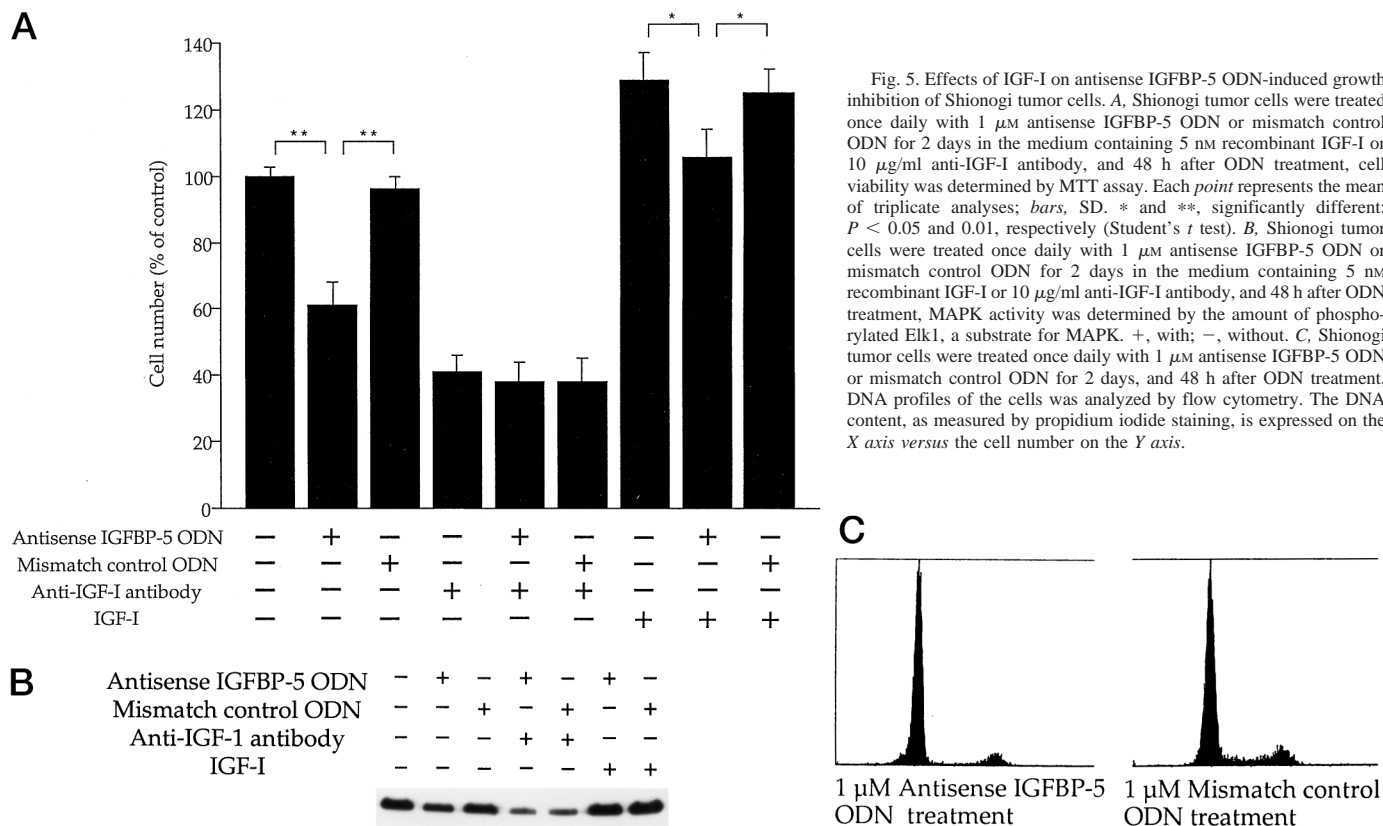 A
* *
140
120
** **
100
80
60
40
20
0
Cell number (% of control)
Antisense IGFBP-5 ODN − + − − + − − + −
Mismatch control ODN − − + − − + − − +
Anti-IGF-I antibody − − − + + + − − −
IGF-I − − − − − − + + +
Fig. 5. Effects of IGF-I on antisense IGFBP-5 ODN-induced growth
inhibition of Shionogi tumor cells. A, Shionogi tumor cells were treated
once daily with 1 μM antisense IGFBP-5 ODN or mismatch control
ODN for 2 days in the medium containing 5 nM recombinant IGF-I or
10 μg/ml anti-IGF-I antibody, and 48 h after ODN treatment, cell
viability was determined by MTT assay. Each point represents the mean
of triplicate analyses; bars, SD. * and **, significantly different:
P < 0.05 and 0.01, respectively (Student's t test). B, Shionogi tumor
cells were treated once daily with 1 μM antisense IGFBP-5 ODN or
mismatch control ODN for 2 days in the medium containing 5 nM
recombinant IGF-I or 10 μg/ml anti-IGF-I antibody, and 48 h after ODN
treatment, MAPK activity was determined by the amount of phospho-
rylated Elk1, a substrate for MAPK. +, with; −, without. C, Shionogi
tumor cells were treated once daily with 1 μM antisense IGFBP-5 ODN
or mismatch control ODN for 2 days, and 48 h after ODN treatment,
DNA profiles of the cells was analyzed by flow cytometry. The DNA
content, as measured by propidium iodide staining, is expressed on the
X axis versus the cell number on the Y axis.
B
Antisense IGFBP-5 ODN − + − + − + −
Mismatch control ODN − − + − + − +
Anti-IGF-1 antibody − − − + + − −
IGF-I − − − − − + +
C
1 μM Antisense IGFBP-5
ODN treatment
1 μM Mismatch control
ODN treatment